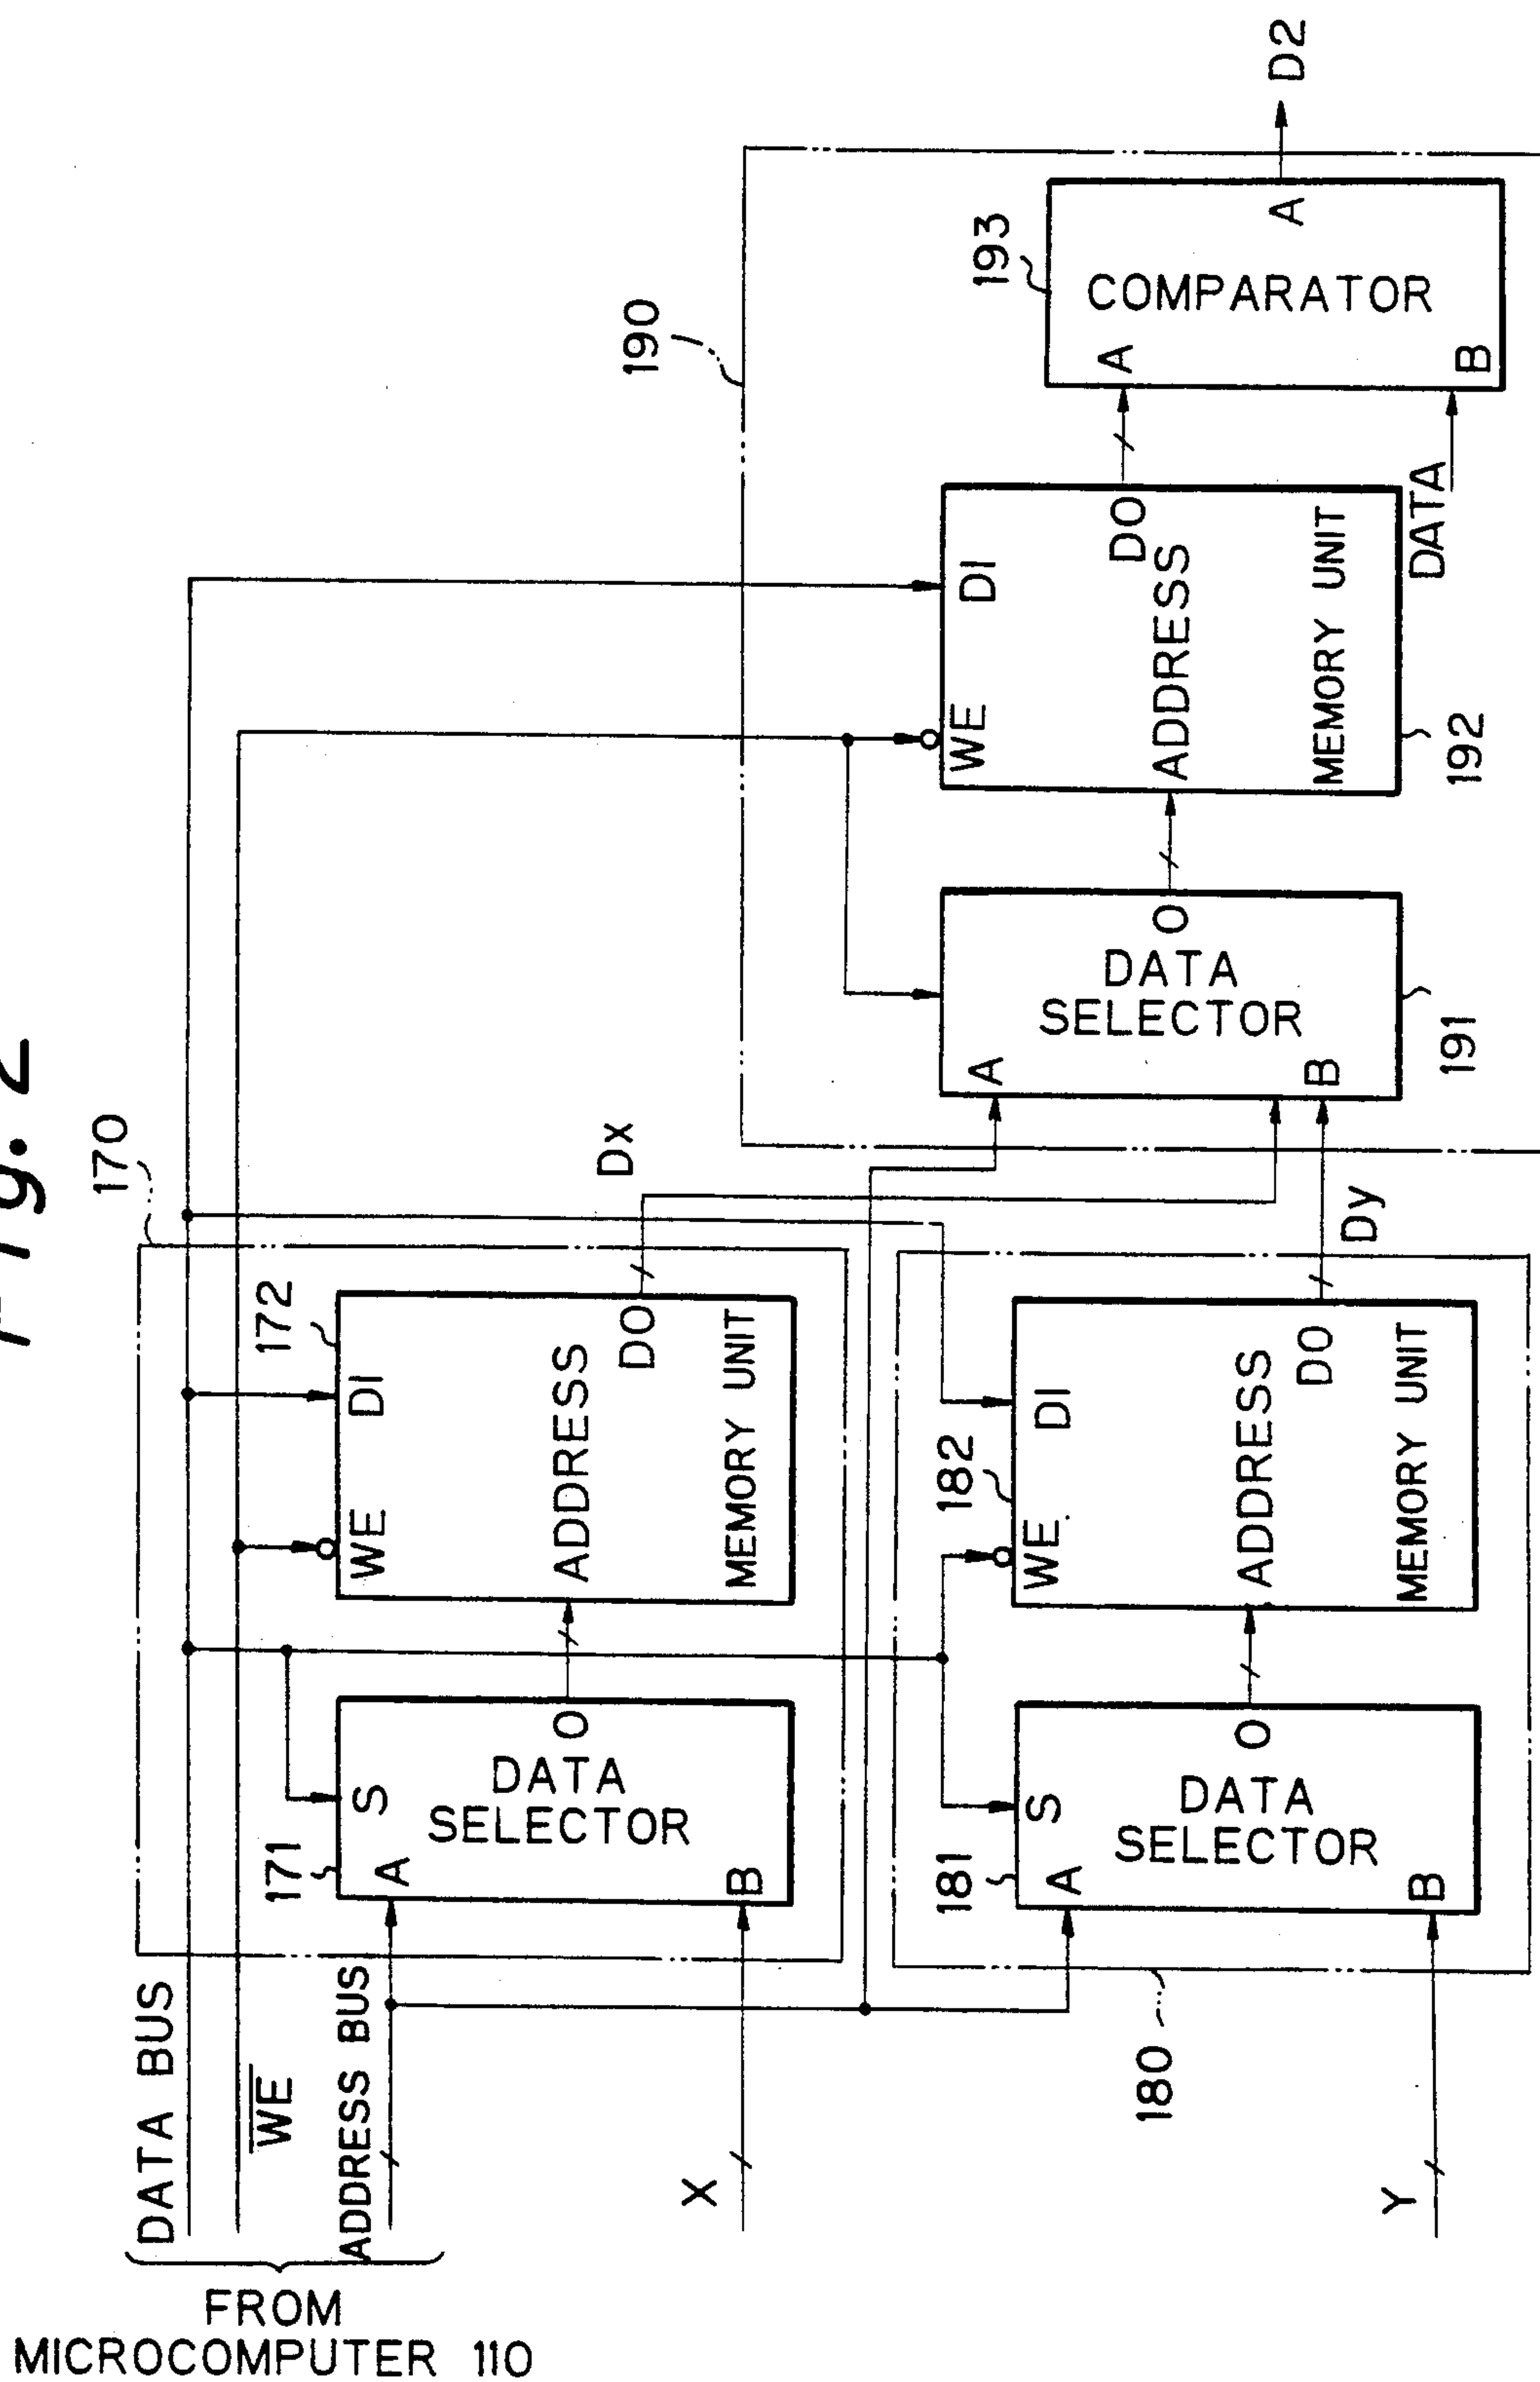 Fig. 2
FROM
MICROCOMPUTER 110
DATA BUS
WE
ADDRESS BUS
X
Y
170
171
S
A
B
O
DATA
SELECTOR
172
WE
DI
ADDRESS
DO
MEMORY UNIT
Dx
180
181
S
A
B
O
DATA
SELECTOR
182
WE
DI
ADDRESS
DO
MEMORY UNIT
Dy
190
A
B
O
DATA
SELECTOR
191
WE
DI
DO
ADDRESS
MEMORY UNIT
192
DATA
193
A
B
COMPARATOR
A
D2